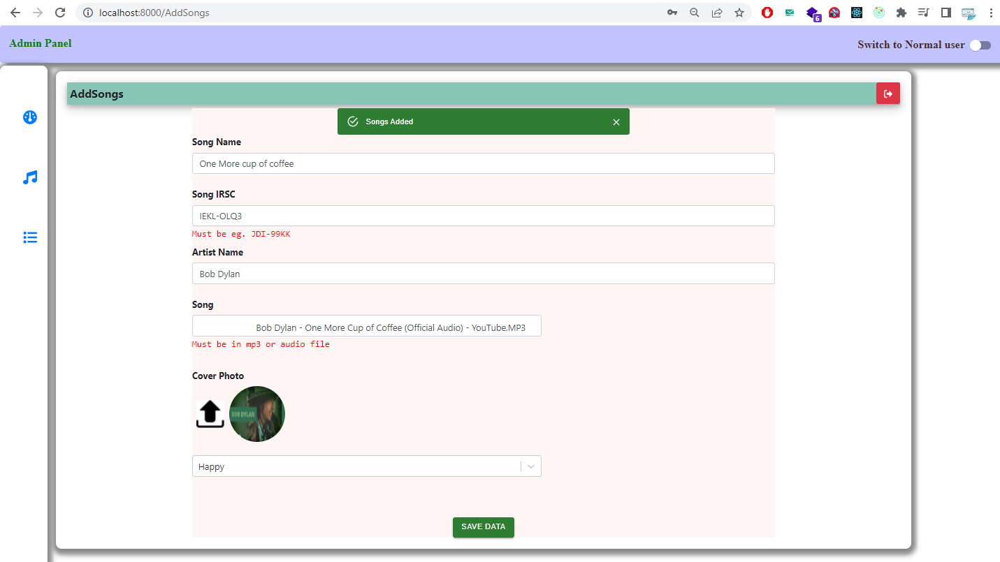 localhost:8000/AddSongs
6
Admin Panel
Switch to Normal user
AddSongs
Songs Added
Song Name
One More cup of coffee
Song IRSC
IEKL-OLQ3
Must be eg. JDI-99KK
Artist Name
Bob Dylan
Song
Bob Dylan - One More Cup of Coffee (Official Audio) - YouTube.MP3
Must be in mp3 or audio file
Cover Photo
BOB DYLAN
Happy
SAVE DATA